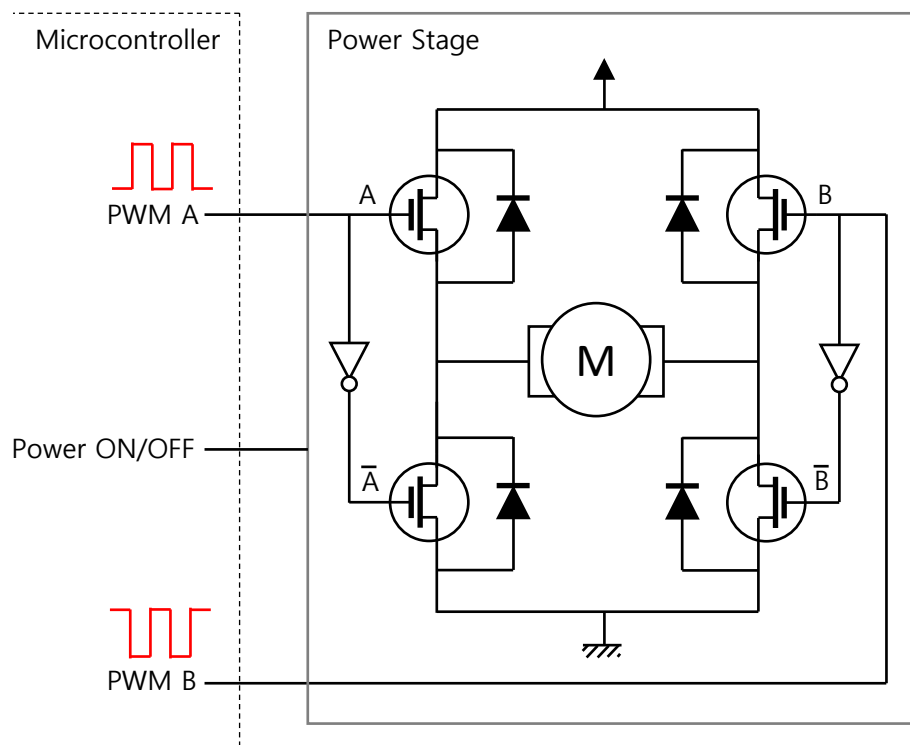 Microcontroller
Power Stage
A
B
PWM A
M
Power ON/OFF
A̅
B̅
PWM B